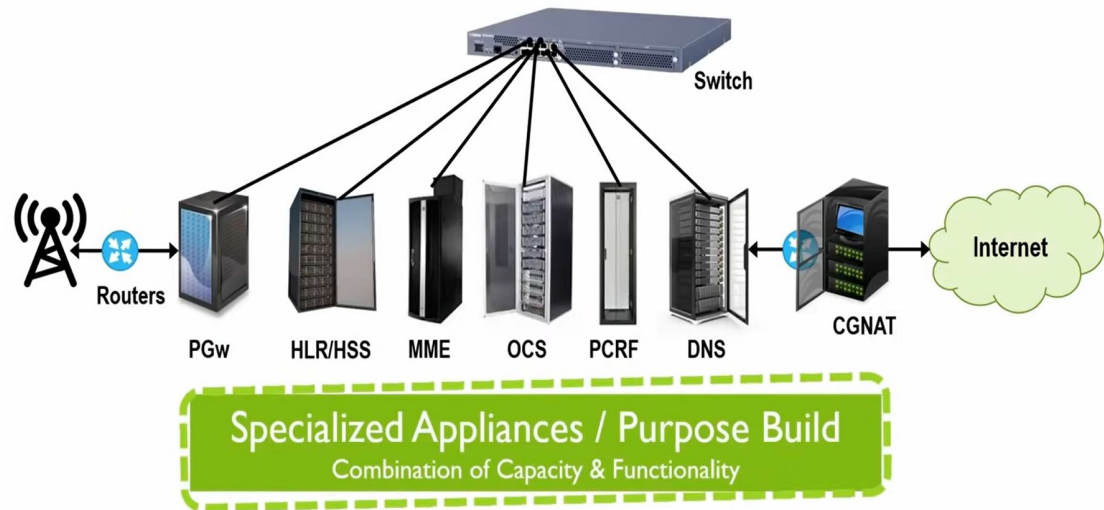 Switch
Routers
Internet
CGNAT
PGw
HLR/HSS
MME
OCS
PCRF
DNS
Specialized Appliances / Purpose Build
Combination of Capacity & Functionality